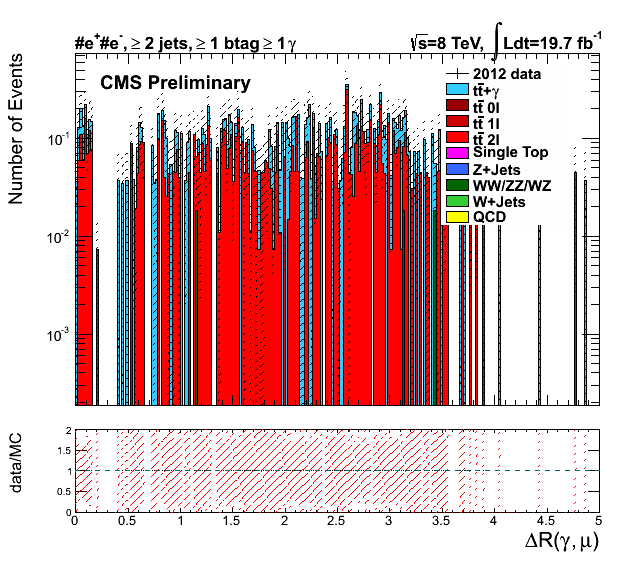 #e⁺#e⁻, ≥ 2 jets, ≥ 1 btag ≥ 1 γ
√s=8 TeV, ∫Ldt=19.7 fb⁻¹
CMS Preliminary
2012 data
tt̄+γ
tt̄ 0l
tt̄ 1l
tt̄ 2l
Single Top
Z+Jets
WW/ZZ/WZ
W+Jets
QCD
Number of Events
10⁻¹
10⁻²
10⁻³
data/MC
2
1.5
1
0.5
0
0 0.5 1 1.5 2 2.5 3 3.5 4 4.5 5
ΔR(γ, μ)